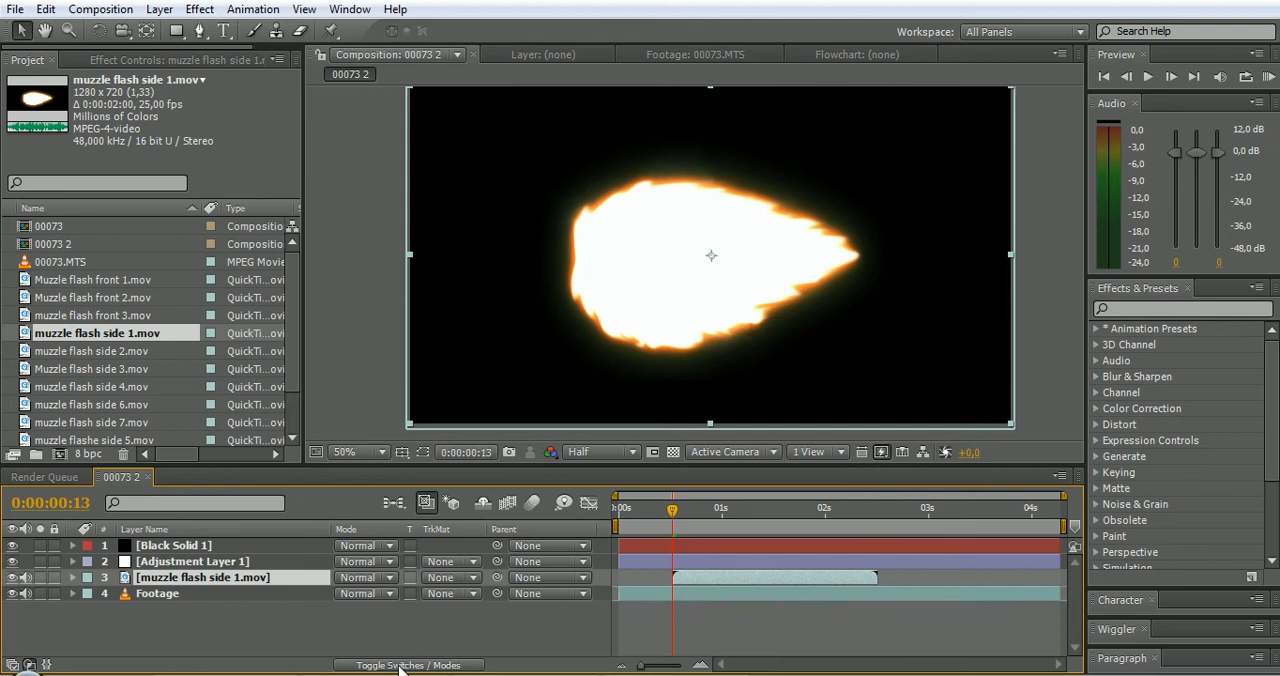 File Edit Composition Layer Effect Animation View Window Help
Workspace: All Panels Search Help
Project × Effect Controls: muzzle flash side 1.r
Composition: 00073 2 Layer: (none) Footage: 00073.MTS Flowchart: (none)
00073 2
muzzle flash side 1.mov▾
1280 x 720 (1,33)
Δ 0:00:02:00, 25,00 fps
Millions of Colors
MPEG-4-video
48,000 kHz / 16 bit U / Stereo
Name Type
00073 Compositio
00073 2 Compositio
00073.MTS MPEG Movie
Muzzle flash front 1.mov QuickTi...ovi
Muzzle flash front 2.mov QuickTi...ovi
Muzzle flash front 3.mov QuickTi...ovi
muzzle flash side 1.mov QuickTi...ovi
muzzle flash side 2.mov QuickTi...ovi
muzzle flash side 3.mov QuickTi...ovi
muzzle flash side 4.mov QuickTi...ovi
muzzle flash side 6.mov QuickTi...ovi
muzzle flash side 7.mov QuickTi...ovi
muzzle flashe side 5.mov QuickTi...ovi
8 bpc
50% 0:00:00:13 Half Active Camera 1 View +0,0
Preview ×
Audio ×
0,0 12,0 dB
-3,0 0,0 dB
-6,0
-9,0 -12,0
-12,0
-15,0 -24,0
-18,0 -36,0
-21,0
-24,0 -48,0 dB
0 0
Effects & Presets ×
* Animation Presets
3D Channel
Audio
Blur & Sharpen
Channel
Color Correction
Distort
Expression Controls
Generate
Keying
Matte
Noise & Grain
Obsolete
Paint
Perspective
Simulation
Character ×
Wiggler ×
Paragraph ×
Render Queue 00073 2 ×
0:00:00:13
# Layer Name Mode T TrkMat Parent
:00s 01s 02s 03s 04s
1 [Black Solid 1] Normal None
2 [Adjustment Layer 1] Normal None None
3 [muzzle flash side 1.mov] Normal None None
4 Footage Normal None None
Toggle Switches / Modes